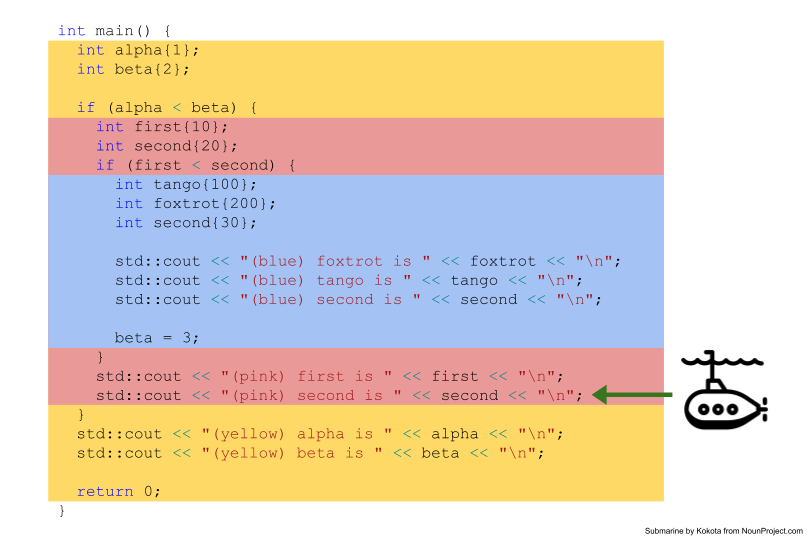 int main() {
int alpha{1};
int beta{2};
if (alpha < beta) {
int first{10};
int second{20};
if (first < second) {
int tango{100};
int foxtrot{200};
int second{30};
std::cout << "(blue) foxtrot is " << foxtrot << "\n";
std::cout << "(blue) tango is " << tango << "\n";
std::cout << "(blue) second is " << second << "\n";
beta = 3;
}
std::cout << "(pink) first is " << first << "\n";
std::cout << "(pink) second is " << second << "\n";
}
std::cout << "(yellow) alpha is " << alpha << "\n";
std::cout << "(yellow) beta is " << beta << "\n";
return 0;
}
Submarine by Kokota from NounProject.com